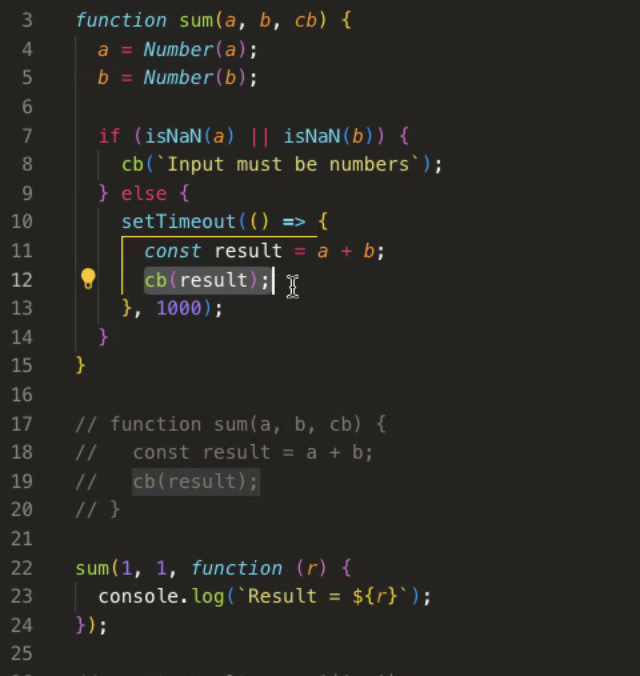 3 function sum(a, b, cb) {
4 a = Number(a);
5 b = Number(b);
6
7 if (isNaN(a) || isNaN(b)) {
8 cb(`Input must be numbers`);
9 } else {
10 setTimeout(() => {
11 const result = a + b;
12 cb(result);
13 }, 1000);
14 }
15 }
16
17 // function sum(a, b, cb) {
18 // const result = a + b;
19 // cb(result);
20 // }
21
22 sum(1, 1, function (r) {
23 console.log(`Result = ${r}`);
24 });
25